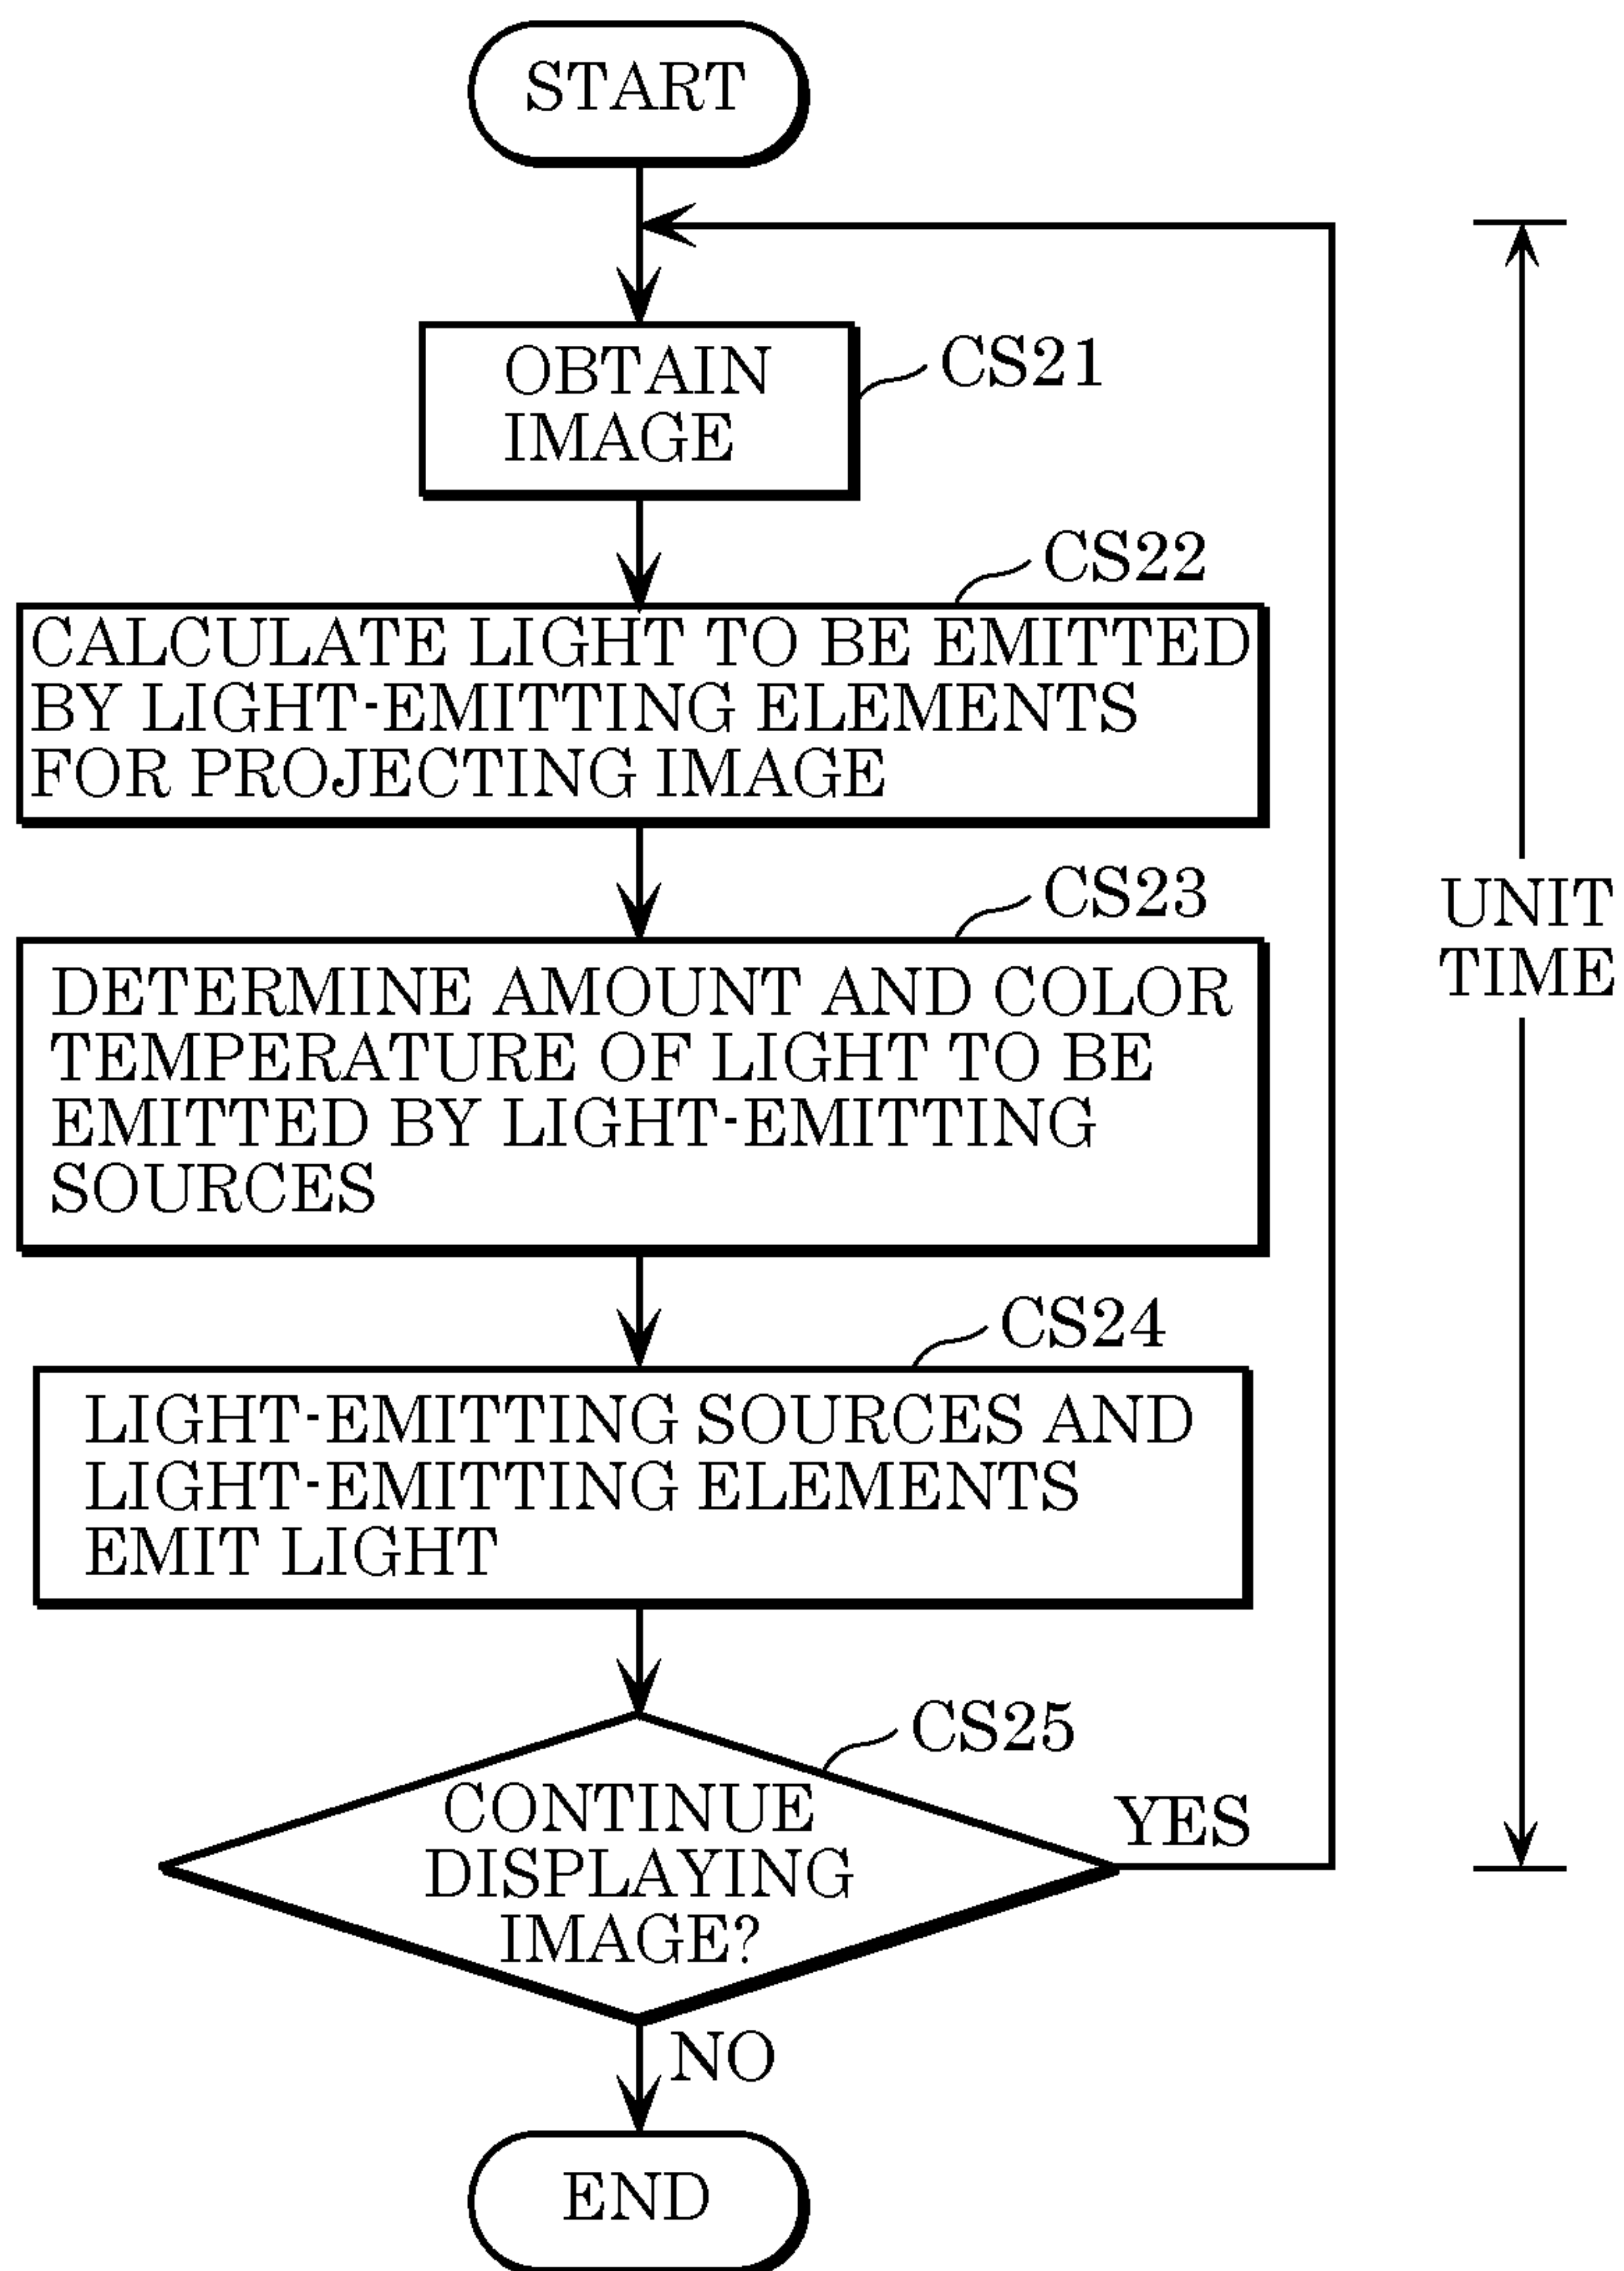 START
OBTAIN
IMAGE
CS21
CS22
CALCULATE LIGHT TO BE EMITTED
BY LIGHT-EMITTING ELEMENTS
FOR PROJECTING IMAGE
CS23
DETERMINE AMOUNT AND COLOR
TEMPERATURE OF LIGHT TO BE
EMITTED BY LIGHT-EMITTING
SOURCES
UNIT
TIME
CS24
LIGHT-EMITTING SOURCES AND
LIGHT-EMITTING ELEMENTS
EMIT LIGHT
CS25
CONTINUE
DISPLAYING
IMAGE?
YES
NO
END